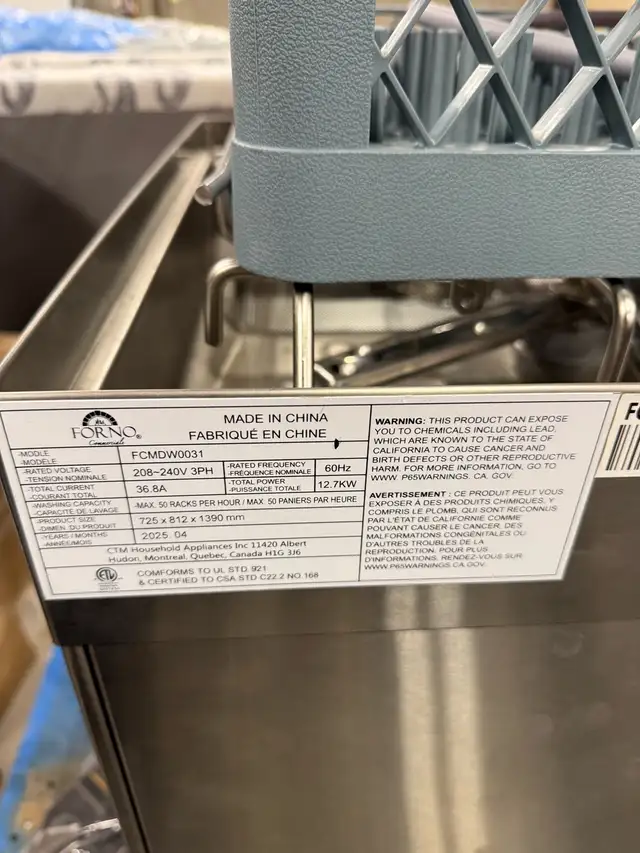 FORNO
Commerciale
MADE IN CHINA
FABRIQUÉ EN CHINE
-MODLE
-MODÈLE
FCMDW0031
-RATED VOLTAGE
-TENSION NOMINALE
208~240V 3PH
-RATED FREQUENCY
-FRÉQUENCE NOMINALE
60Hz
-TOTAL CURRENT
-COURANT TOTAL
36.8A
-TOTAL POWER
-PUISSANCE TOTALE
12.7KW
-WASHING CAPACITY
-CAPACITE DE LAVAGE
-MAX. 50 RACKS PER HOUR / MAX 50 PANIERS PAR HEURE
-PRODUCT SIZE
-DIMEN DU PRODUIT
725 x 812 x 1390 mm
-YEARS / MONTHS
-ANNÉE/MOIS
2025. 04
CTM Household Appliances Inc 11420 Albert
Hudon, Montreal, Quebec, Canada H1G 3J6
ETL
CONFORMS TO UL STD. 921
& CERTIFIED TO CSA STD C22.2 NO.168
WARNING: THIS PRODUCT CAN EXPOSE
YOU TO CHEMICALS INCLUDING LEAD,
WHICH ARE KNOWN TO THE STATE OF
CALIFORNIA TO CAUSE CANCER AND
BIRTH DEFECTS OR OTHER REPRODUCTIVE
HARM. FOR MORE INFORMATION, GO TO
WWW. P65WARNINGS. CA. GOV.
AVERTISSEMENT : CE PRODUIT PEUT VOUS
EXPOSER À DES PRODUITS CHIMIQUES, Y
COMPRIS LE PLOMB, QUI SONT RECONNUS
PAR L'ÉTAT DE CALIFORNIE COMME
POUVANT CAUSER LE CANCER, DES
MALFORMATIONS CONGÉNITALES OU
D'AUTRES TROUBLES DE LA
REPRODUCTION. POUR PLUS
D'INFORMATIONS, RENDEZ-VOUS SUR
WWW.P65WARNINGS.CA.GOV.